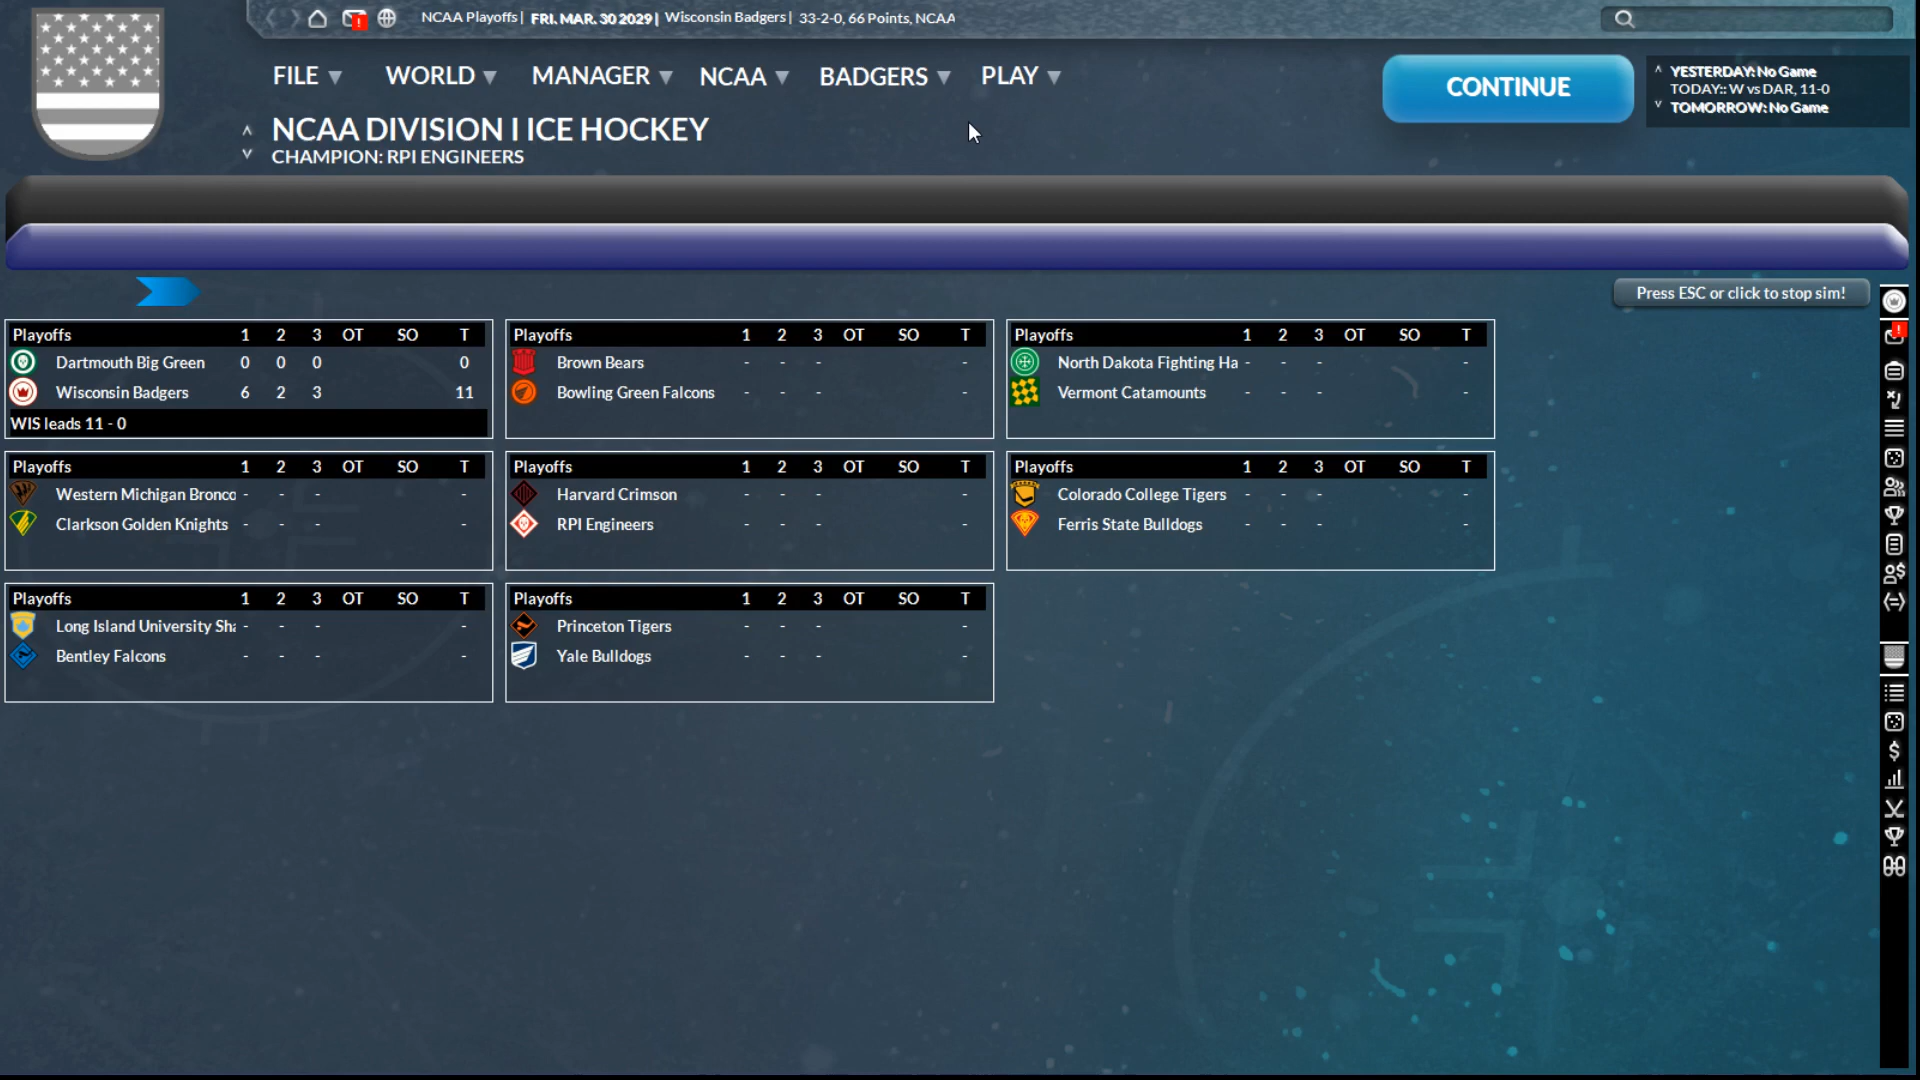 NCAA Playoffs | FRI. MAR. 30 2029 | Wisconsin Badgers | 33-2-0, 66 Points, NCAA
FILE WORLD MANAGER NCAA BADGERS PLAY
CONTINUE
YESTERDAY: No Game
TODAY:: W vs DAR, 11-0
TOMORROW: No Game
NCAA DIVISION I ICE HOCKEY
CHAMPION: RPI ENGINEERS
Press ESC or click to stop sim!
Playoffs 1 2 3 OT SO T
Dartmouth Big Green 0 0 0 0
Wisconsin Badgers 6 2 3 11
WIS leads 11 - 0
Playoffs 1 2 3 OT SO T
Brown Bears - - - -
Bowling Green Falcons - - - -
Playoffs 1 2 3 OT SO T
North Dakota Fighting Ha - - - -
Vermont Catamounts - - - -
Playoffs 1 2 3 OT SO T
Western Michigan Bronco - - - -
Clarkson Golden Knights - - - -
Playoffs 1 2 3 OT SO T
Harvard Crimson - - - -
RPI Engineers - - - -
Playoffs 1 2 3 OT SO T
Colorado College Tigers - - - -
Ferris State Bulldogs - - - -
Playoffs 1 2 3 OT SO T
Long Island University Sha - - - -
Bentley Falcons - - - -
Playoffs 1 2 3 OT SO T
Princeton Tigers - - - -
Yale Bulldogs - - - -